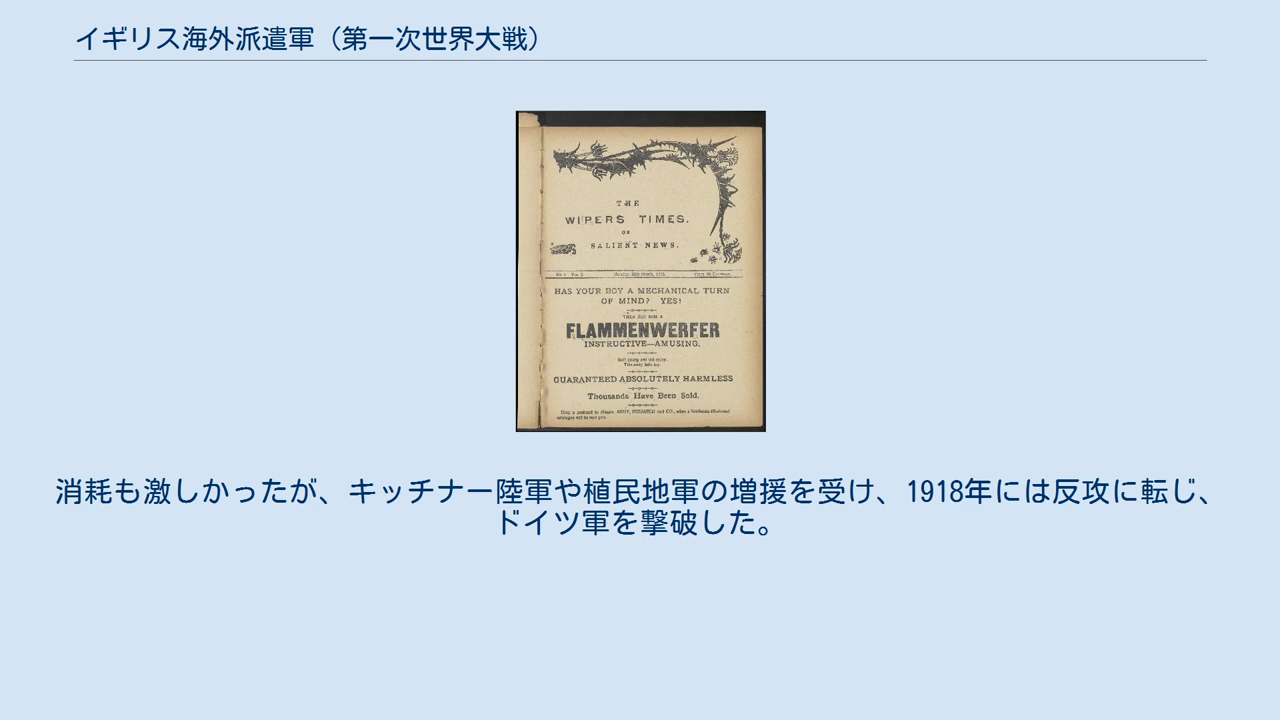 イギリス海外派遣軍（第一次世界大戦）
THE
WIPERS TIMES.
OR
SALIENT NEWS.
HAS YOUR BOY A MECHANICAL TURN
OF MIND? YES!
THEN BUY HIM A
FLAMMENWERFER
INSTRUCTIVE—AMUSING.
GUARANTEED ABSOLUTELY HARMLESS
Thousands Have Been Sold.
消耗も激しかったが、キッチナー陸軍や植民地軍の増援を受け、1918年には反攻に転じ、
ドイツ軍を撃破した。